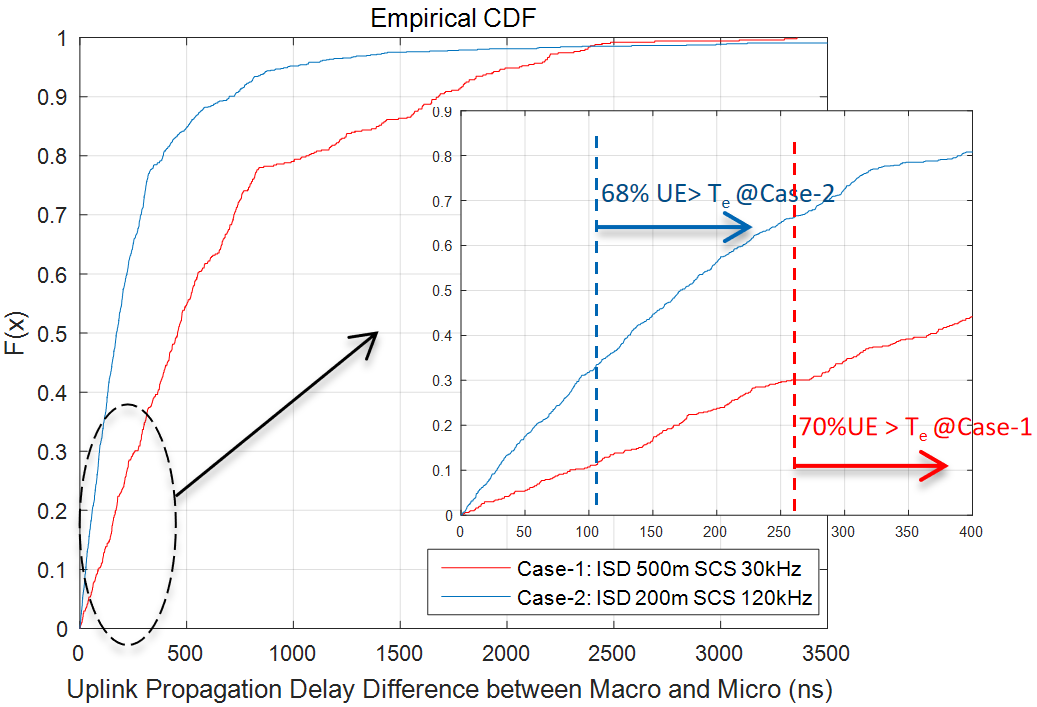 Empirical CDF
1
0.9
0.8
0.7
0.6
0.5
0.4
0.3
0.2
0.1
0
F(x)
0.9
0.8
0.7
0.6
0.5
0.4
0.3
0.2
0.1
0
68% UE> Te @Case-2
70%UE > Te @Case-1
0 50 100 150 200 250 300 350 400
Case-1: ISD 500m SCS 30kHz
Case-2: ISD 200m SCS 120kHz
0 500 1000 1500 2000 2500 3000 3500
Uplink Propagation Delay Difference between Macro and Micro (ns)